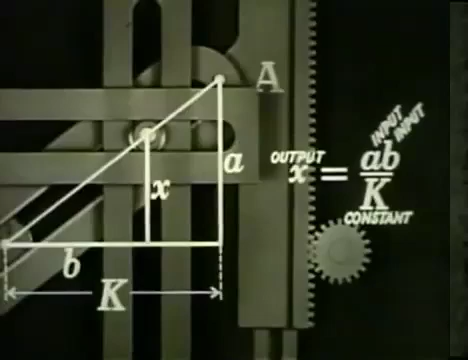 A
a
x
b
K
OUTPUT INPUT INPUT
x = ab
K
CONSTANT